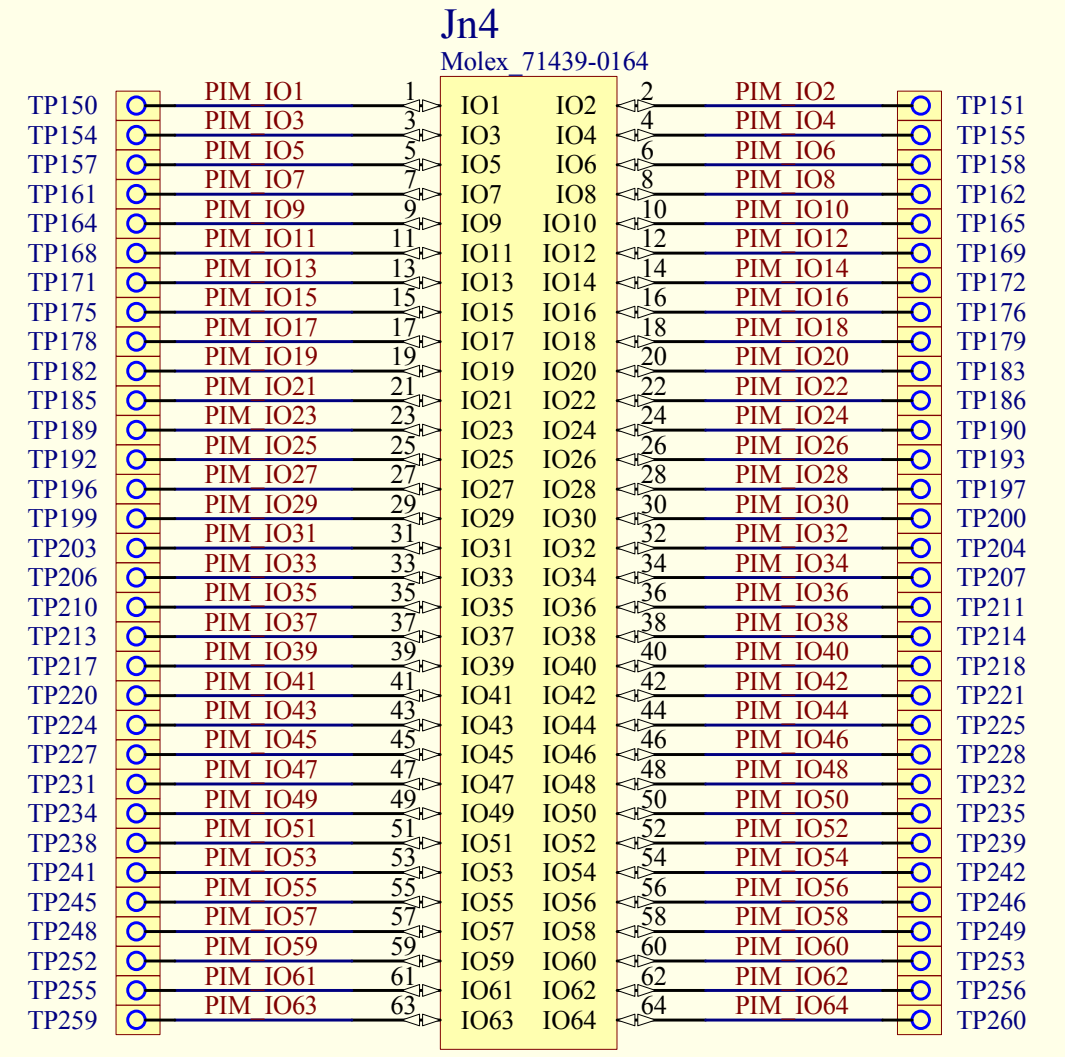 Jn4
Molex_71439-0164
TP150 PIM_IO1 1 IO1 IO2 2 PIM_IO2 TP151
TP154 PIM_IO3 3 IO3 IO4 4 PIM_IO4 TP155
TP157 PIM_IO5 5 IO5 IO6 6 PIM_IO6 TP158
TP161 PIM_IO7 7 IO7 IO8 8 PIM_IO8 TP162
TP164 PIM_IO9 9 IO9 IO10 10 PIM_IO10 TP165
TP168 PIM_IO11 11 IO11 IO12 12 PIM_IO12 TP169
TP171 PIM_IO13 13 IO13 IO14 14 PIM_IO14 TP172
TP175 PIM_IO15 15 IO15 IO16 16 PIM_IO16 TP176
TP178 PIM_IO17 17 IO17 IO18 18 PIM_IO18 TP179
TP182 PIM_IO19 19 IO19 IO20 20 PIM_IO20 TP183
TP185 PIM_IO21 21 IO21 IO22 22 PIM_IO22 TP186
TP189 PIM_IO23 23 IO23 IO24 24 PIM_IO24 TP190
TP192 PIM_IO25 25 IO25 IO26 26 PIM_IO26 TP193
TP196 PIM_IO27 27 IO27 IO28 28 PIM_IO28 TP197
TP199 PIM_IO29 29 IO29 IO30 30 PIM_IO30 TP200
TP203 PIM_IO31 31 IO31 IO32 32 PIM_IO32 TP204
TP206 PIM_IO33 33 IO33 IO34 34 PIM_IO34 TP207
TP210 PIM_IO35 35 IO35 IO36 36 PIM_IO36 TP211
TP213 PIM_IO37 37 IO37 IO38 38 PIM_IO38 TP214
TP217 PIM_IO39 39 IO39 IO40 40 PIM_IO40 TP218
TP220 PIM_IO41 41 IO41 IO42 42 PIM_IO42 TP221
TP224 PIM_IO43 43 IO43 IO44 44 PIM_IO44 TP225
TP227 PIM_IO45 45 IO45 IO46 46 PIM_IO46 TP228
TP231 PIM_IO47 47 IO47 IO48 48 PIM_IO48 TP232
TP234 PIM_IO49 49 IO49 IO50 50 PIM_IO50 TP235
TP238 PIM_IO51 51 IO51 IO52 52 PIM_IO52 TP239
TP241 PIM_IO53 53 IO53 IO54 54 PIM_IO54 TP242
TP245 PIM_IO55 55 IO55 IO56 56 PIM_IO56 TP246
TP248 PIM_IO57 57 IO57 IO58 58 PIM_IO58 TP249
TP252 PIM_IO59 59 IO59 IO60 60 PIM_IO60 TP253
TP255 PIM_IO61 61 IO61 IO62 62 PIM_IO62 TP256
TP259 PIM_IO63 63 IO63 IO64 64 PIM_IO64 TP260